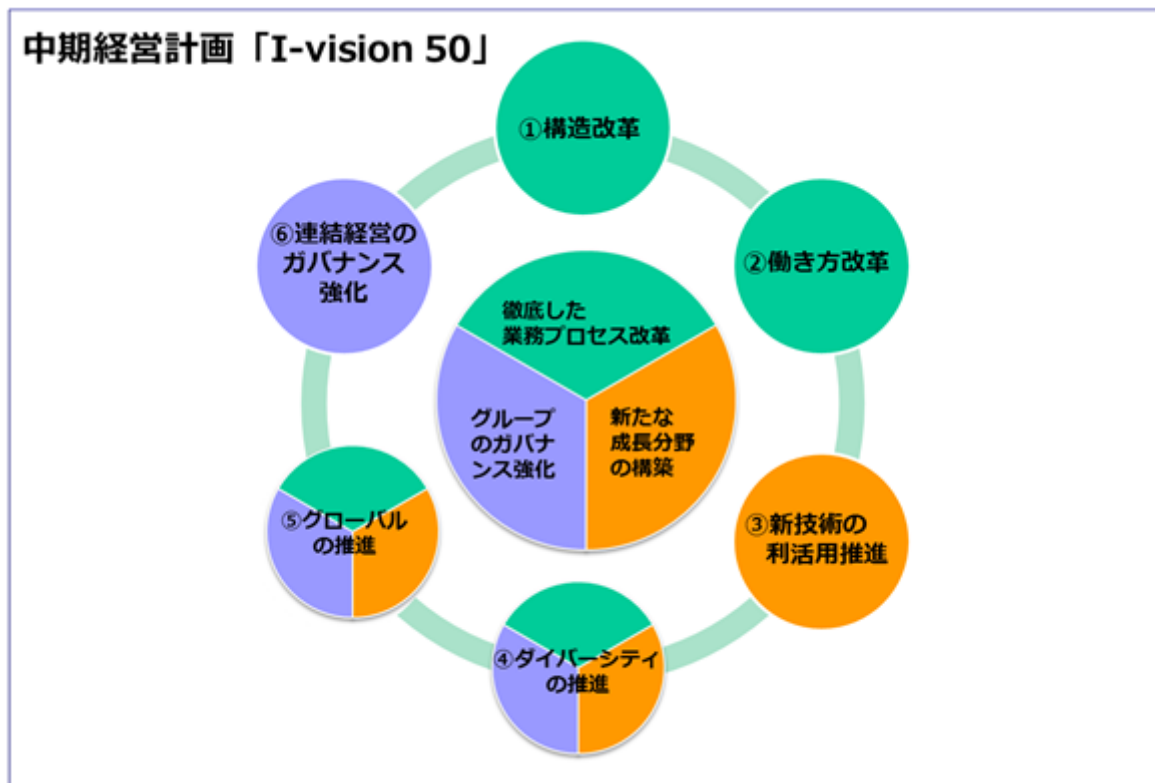 中期経営計画「I-vision 50」
①構造改革
②働き方改革
③新技術の
利活用推進
④ダイバーシティ
の推進
⑤グローバル
の推進
⑥連結経営の
ガバナンス
強化
徹底した
業務プロセス改革
新たな
成長分野
の構築
グループ
のガバナ
ンス強化